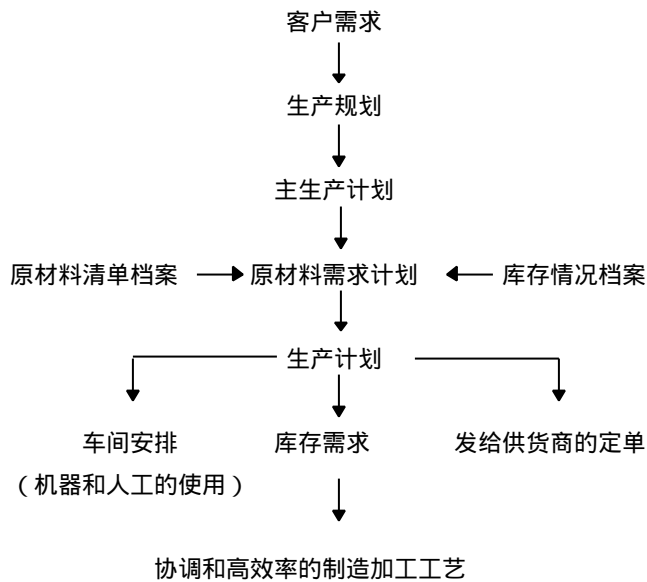 客户需求
生产规划
主生产计划
原材料清单档案 原材料需求计划 库存情况档案
生产计划
车间安排 库存需求 发给供货商的定单
（机器和人工的使用）
协调和高效率的制造加工工艺